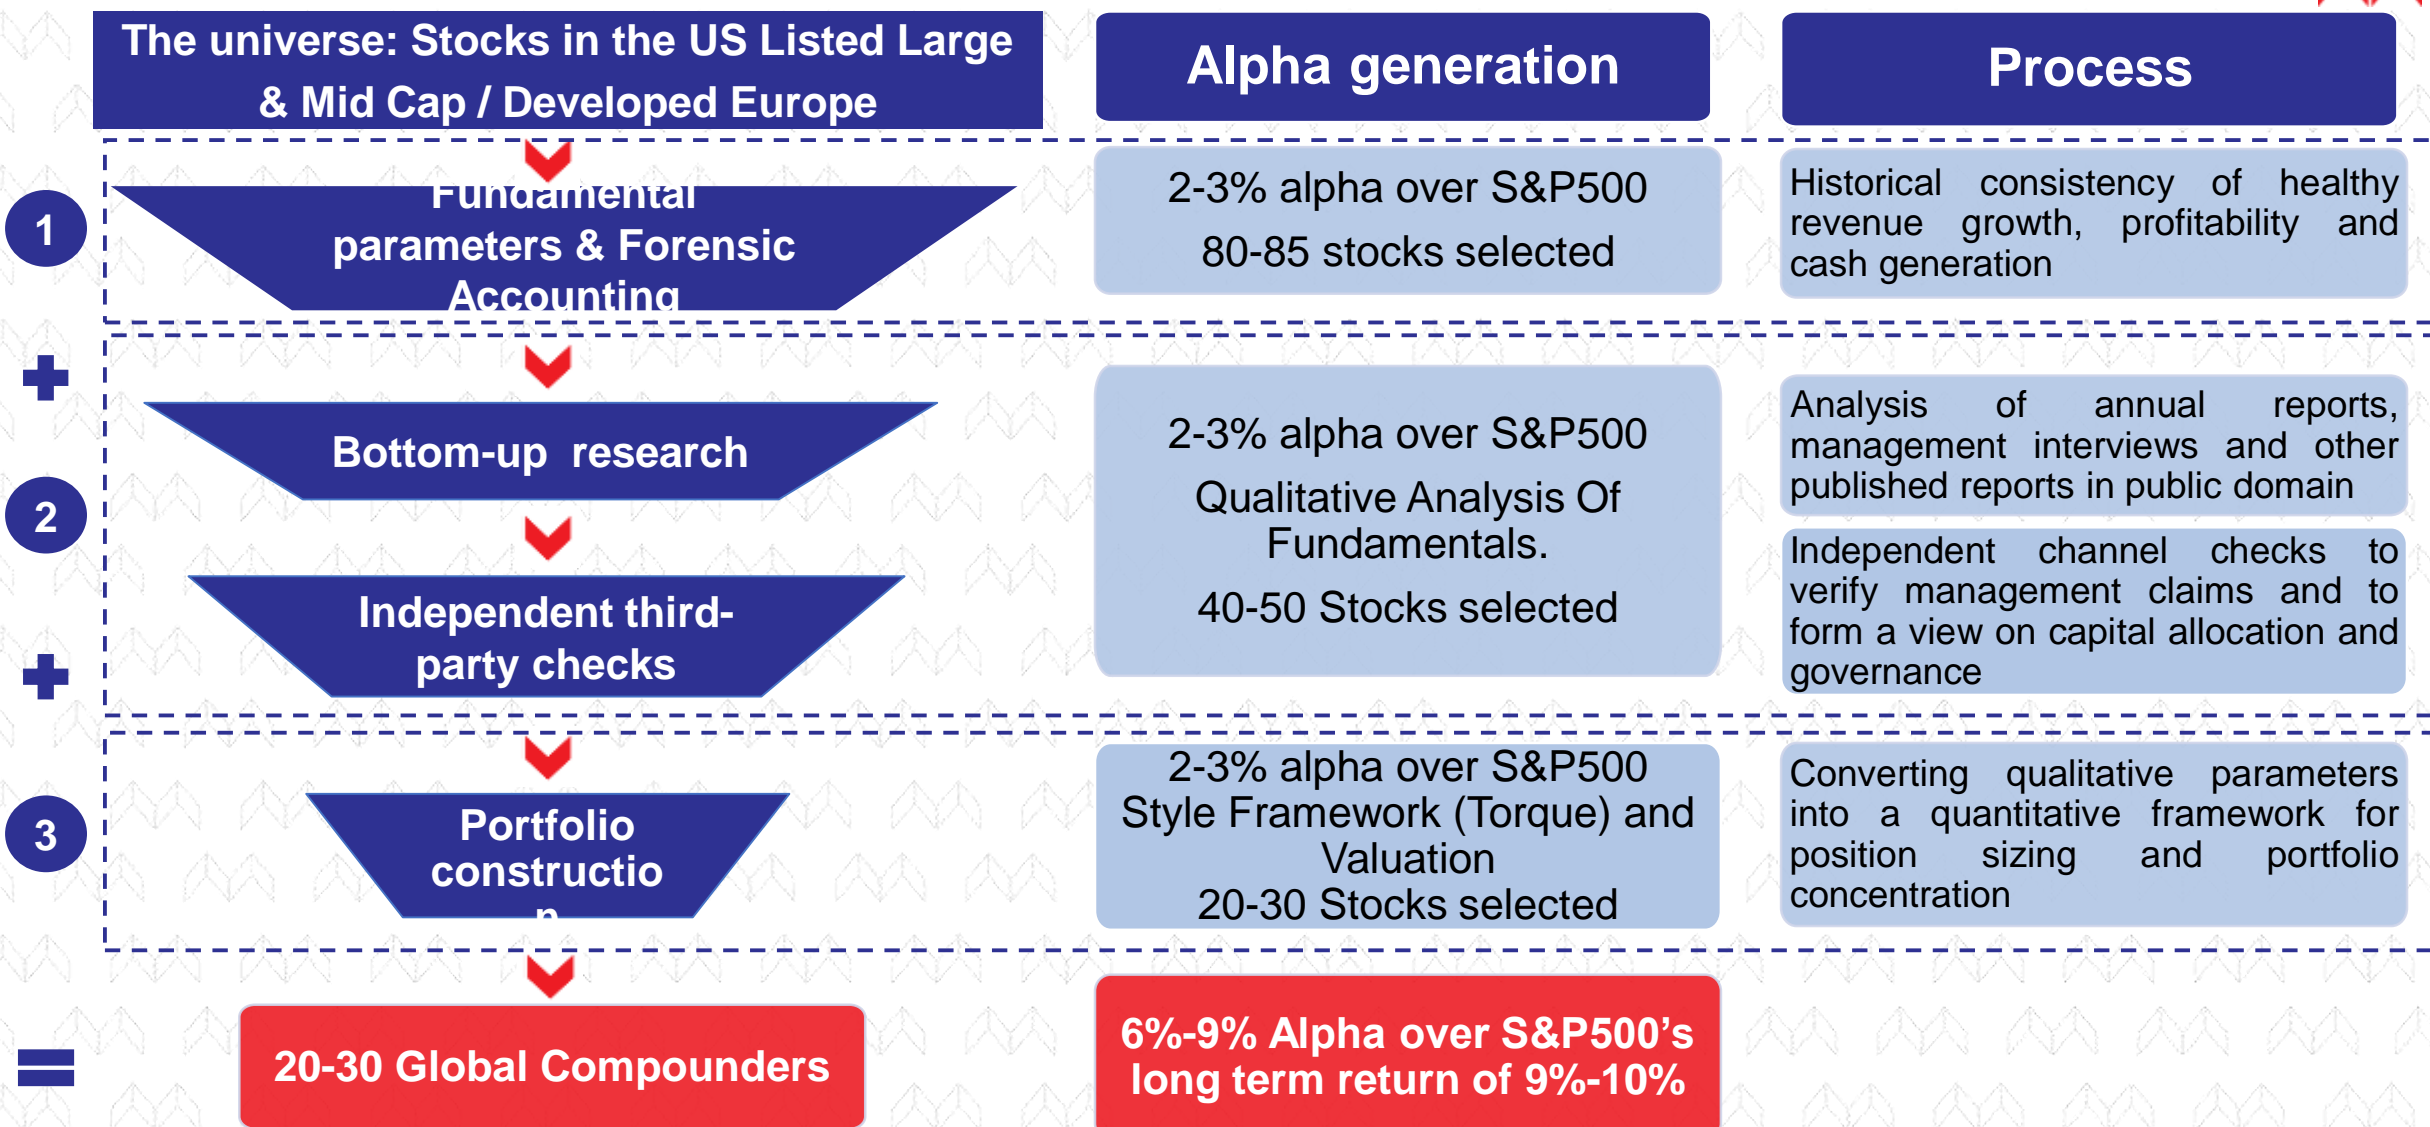 The universe: Stocks in the US Listed Large
& Mid Cap / Developed Europe
Alpha generation
Process
1
Fundamental
parameters & Forensic
Accounting
2-3% alpha over S&P500
80-85 stocks selected
Historical consistency of healthy
revenue growth, profitability and
cash generation
2
Bottom-up research
Independent third-
party checks
2-3% alpha over S&P500
Qualitative Analysis Of
Fundamentals.
40-50 Stocks selected
Analysis of annual reports,
management interviews and other
published reports in public domain
Independent channel checks to
verify management claims and to
form a view on capital allocation and
governance
3
Portfolio
constructio
n
2-3% alpha over S&P500
Style Framework (Torque) and
Valuation
20-30 Stocks selected
Converting qualitative parameters
into a quantitative framework for
position sizing and portfolio
concentration
20-30 Global Compounders
6%-9% Alpha over S&P500’s
long term return of 9%-10%